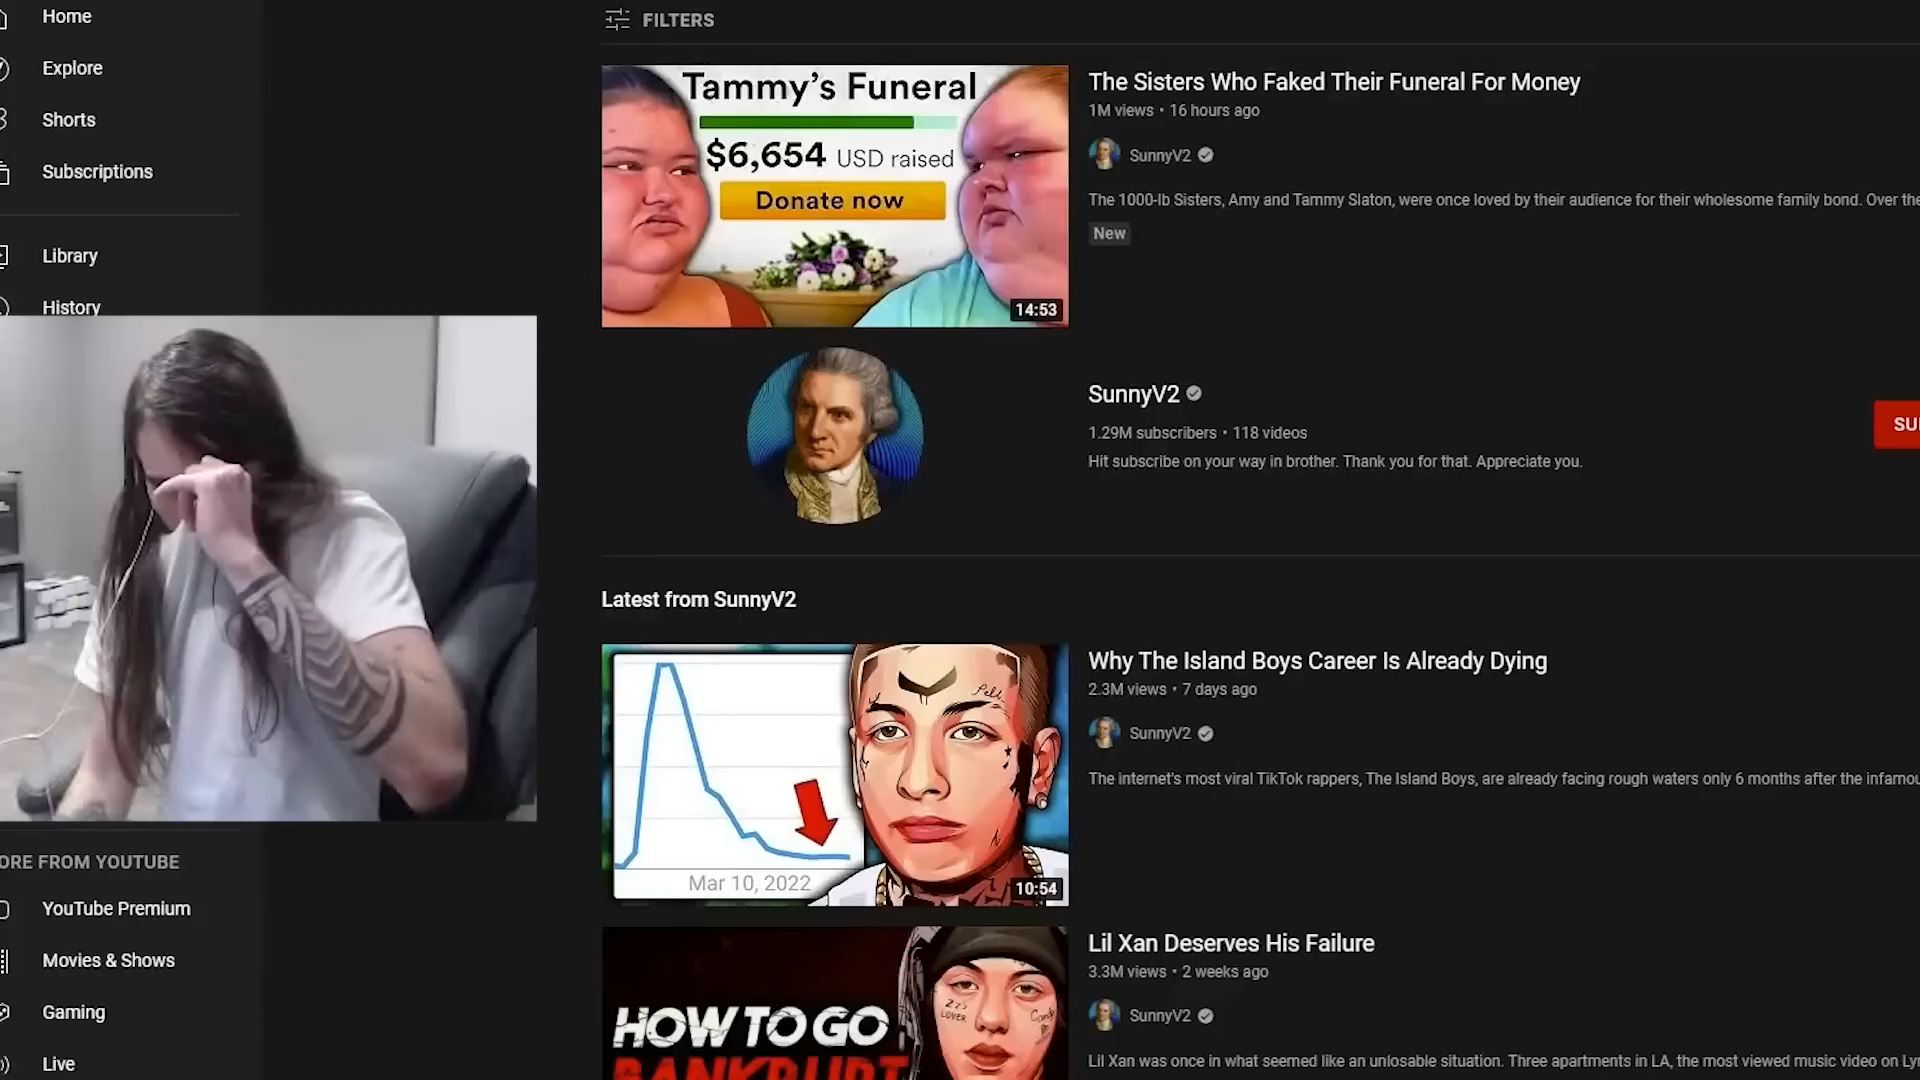 Home
Explore
Shorts
Subscriptions
Library
History
ORE FROM YOUTUBE
YouTube Premium
Movies & Shows
Gaming
Live
FILTERS
Tammy's Funeral
$6,654 USD raised
Donate now
14:53
The Sisters Who Faked Their Funeral For Money
1M views • 16 hours ago
SunnyV2
The 1000-lb Sisters, Amy and Tammy Slaton, were once loved by their audience for their wholesome family bond. Over the
New
SunnyV2
1.29M subscribers • 118 videos
Hit subscribe on your way in brother. Thank you for that. Appreciate you.
SU
Latest from SunnyV2
Mar 10, 2022
10:54
Why The Island Boys Career Is Already Dying
2.3M views • 7 days ago
SunnyV2
The internet's most viral TikTok rappers, The Island Boys, are already facing rough waters only 6 months after the infamou
HOW TO GO
BANKRUPT
LOVER
Candy
Lil Xan Deserves His Failure
3.3M views • 2 weeks ago
SunnyV2
Lil Xan was once in what seemed like an unlosable situation. Three apartments in LA, the most viewed music video on Ly